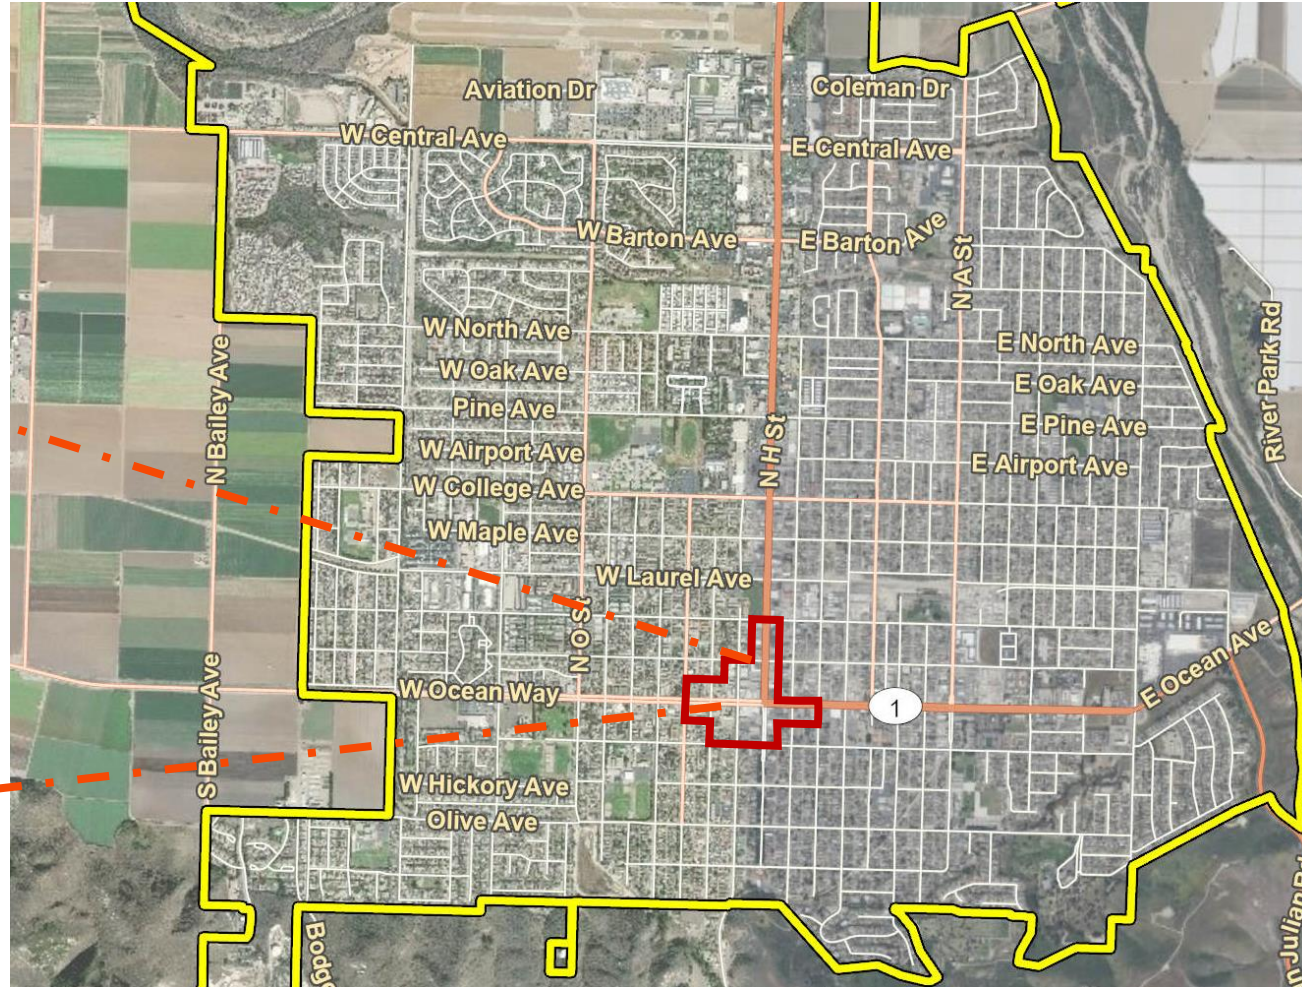 Aviation Dr
Coleman Dr
W Central Ave
E Central Ave
W Barton Ave
E Barton Ave
N A St
W North Ave
E North Ave
N Bailey Ave
River Park Rd
W Oak Ave
E Oak Ave
Pine Ave
E Pine Ave
N H St
W Airport Ave
E Airport Ave
W College Ave
W Maple Ave
W Laurel Ave
N O St
S Bailey Ave
W Ocean Way
1
E Ocean Ave
W Hickory Ave
Olive Ave